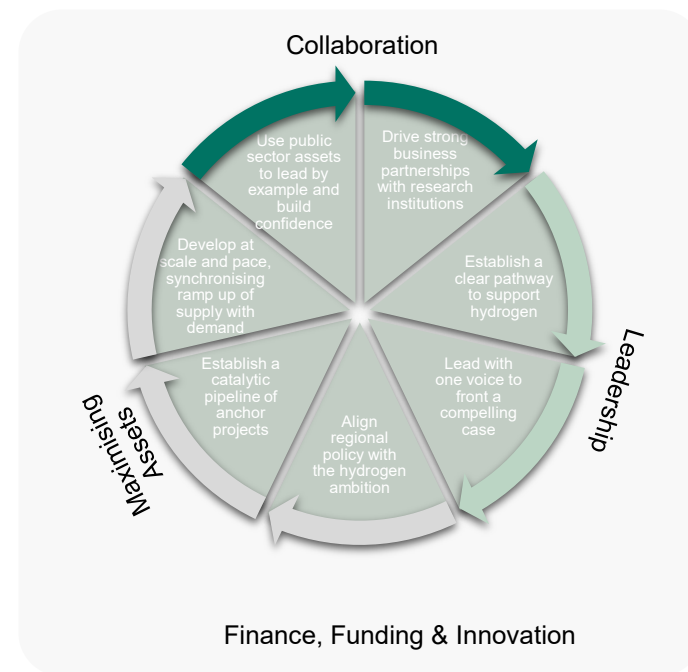 Collaboration
Use public
sector assets
to lead by
example and
build
confidence
Drive strong
business
partnerships
with research
institutions
Establish a
clear pathway
to support
hydrogen
Leadership
Lead with
one voice to
front a
compelling
case
Align
regional
policy with
the hydrogen
ambition
Establish a
catalytic
pipeline of
anchor
projects
Maximising
Assets
Develop at
scale and pace,
synchronising
ramp up of
supply with
demand
Finance, Funding & Innovation